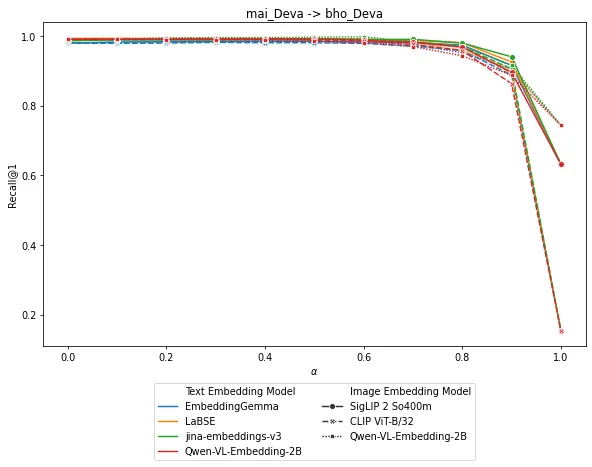 mai_Deva -> bho_Deva
Recall@1
1.0
0.8
0.6
0.4
0.2
0.0
0.2
0.4
0.6
0.8
1.0
α
Text Embedding Model
EmbeddingGemma
LaBSE
jina-embeddings-v3
Qwen-VL-Embedding-2B
Image Embedding Model
SigLIP 2 So400m
CLIP ViT-B/32
Qwen-VL-Embedding-2B